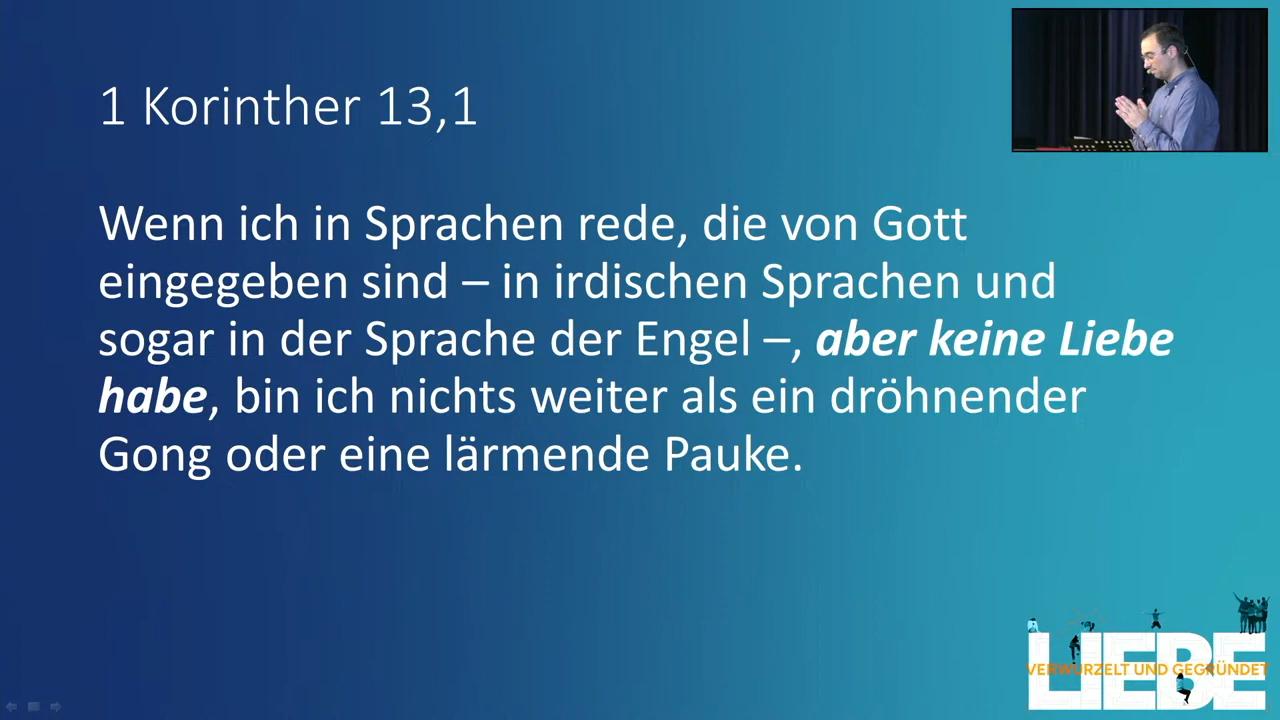 1 Korinther 13,1
Wenn ich in Sprachen rede, die von Gott
eingegeben sind – in irdischen Sprachen und
sogar in der Sprache der Engel –, aber keine Liebe
habe, bin ich nichts weiter als ein dröhnender
Gong oder eine lärmende Pauke.
LIEBE
VERWURZELT UND GEGRÜNDET